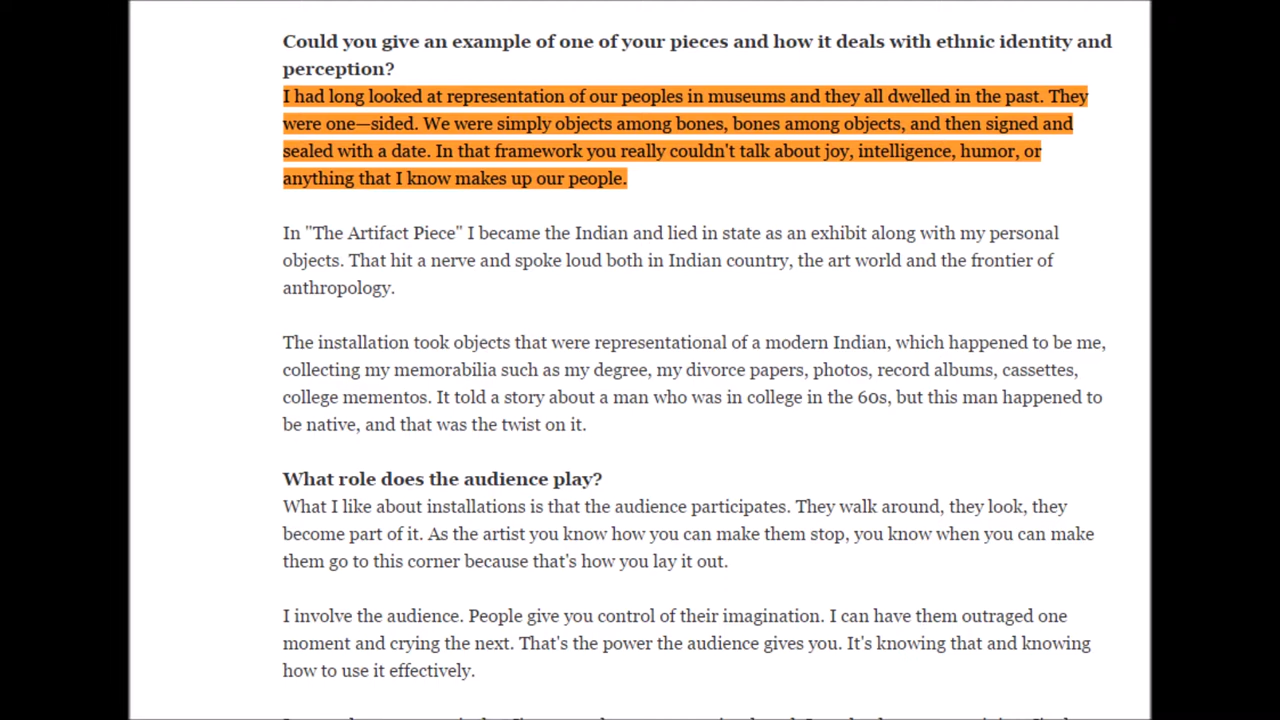 Could you give an example of one of your pieces and how it deals with ethnic identity and
perception?
I had long looked at representation of our peoples in museums and they all dwelled in the past. They
were one—sided. We were simply objects among bones, bones among objects, and then signed and
sealed with a date. In that framework you really couldn't talk about joy, intelligence, humor, or
anything that I know makes up our people.
In "The Artifact Piece" I became the Indian and lied in state as an exhibit along with my personal
objects. That hit a nerve and spoke loud both in Indian country, the art world and the frontier of
anthropology.
The installation took objects that were representational of a modern Indian, which happened to be me,
collecting my memorabilia such as my degree, my divorce papers, photos, record albums, cassettes,
college mementos. It told a story about a man who was in college in the 60s, but this man happened to
be native, and that was the twist on it.
What role does the audience play?
What I like about installations is that the audience participates. They walk around, they look, they
become part of it. As the artist you know how you can make them stop, you know when you can make
them go to this corner because that's how you lay it out.
I involve the audience. People give you control of their imagination. I can have them outraged one
moment and crying the next. That's the power the audience gives you. It's knowing that and knowing
how to use it effectively.